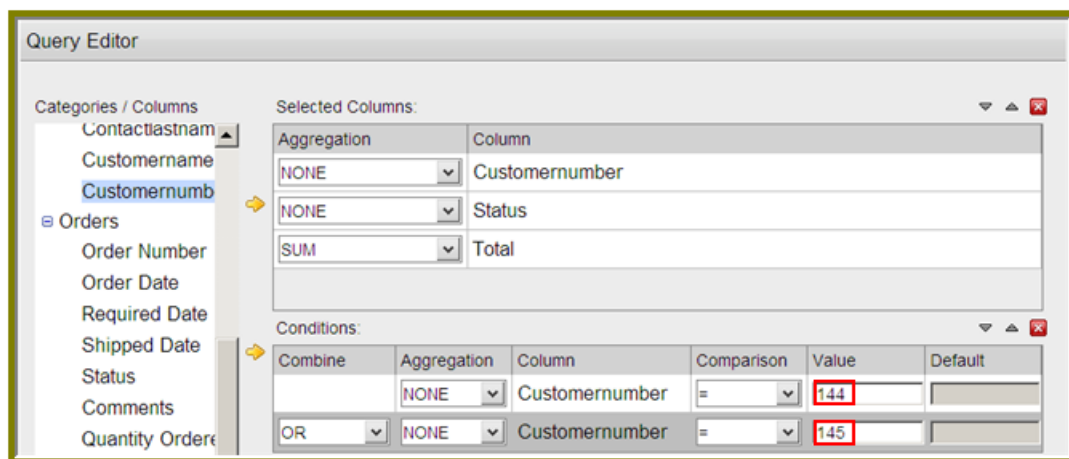 Query Editor
Categories / Columns
Contactlastnam
Customername
Customernumb
Orders
Order Number
Order Date
Required Date
Shipped Date
Status
Comments
Quantity Ordere
Selected Columns:
Aggregation Column
NONE Customernumber
NONE Status
SUM Total
Conditions:
Combine Aggregation Column Comparison Value Default
NONE Customernumber = 144
OR NONE Customernumber = 145